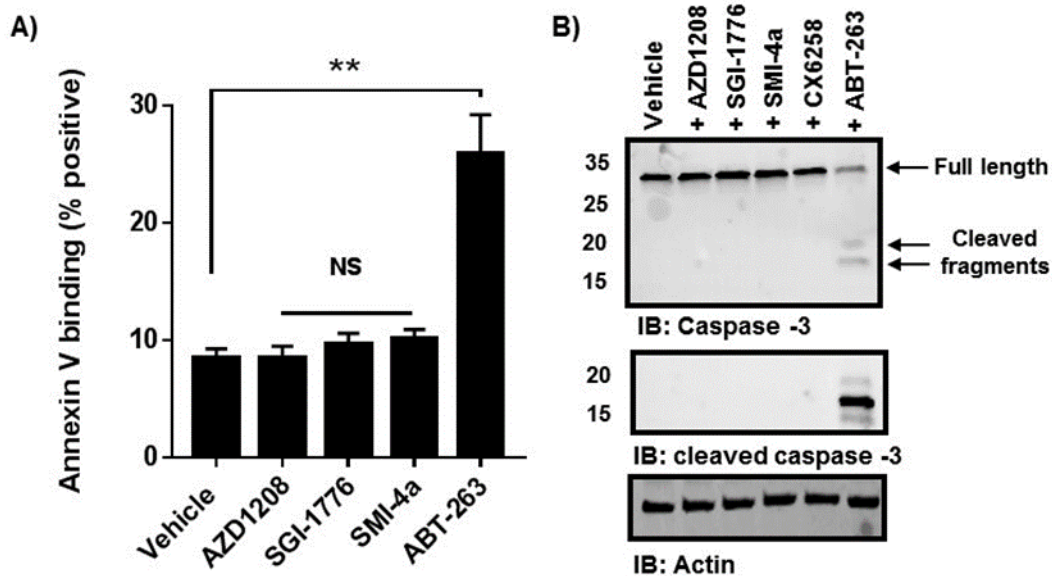 A)
**
Annexin V binding (% positive)
30
20
10
0
NS
Vehicle
AZD1208
SGI-1776
SMI-4a
ABT-263
B)
Vehicle
+ AZD1208
+ SGI-1776
+ SMI-4a
+ CX6258
+ ABT-263
35
25
20
15
Full length
Cleaved
fragments
IB: Caspase -3
20
15
IB: cleaved caspase -3
IB: Actin